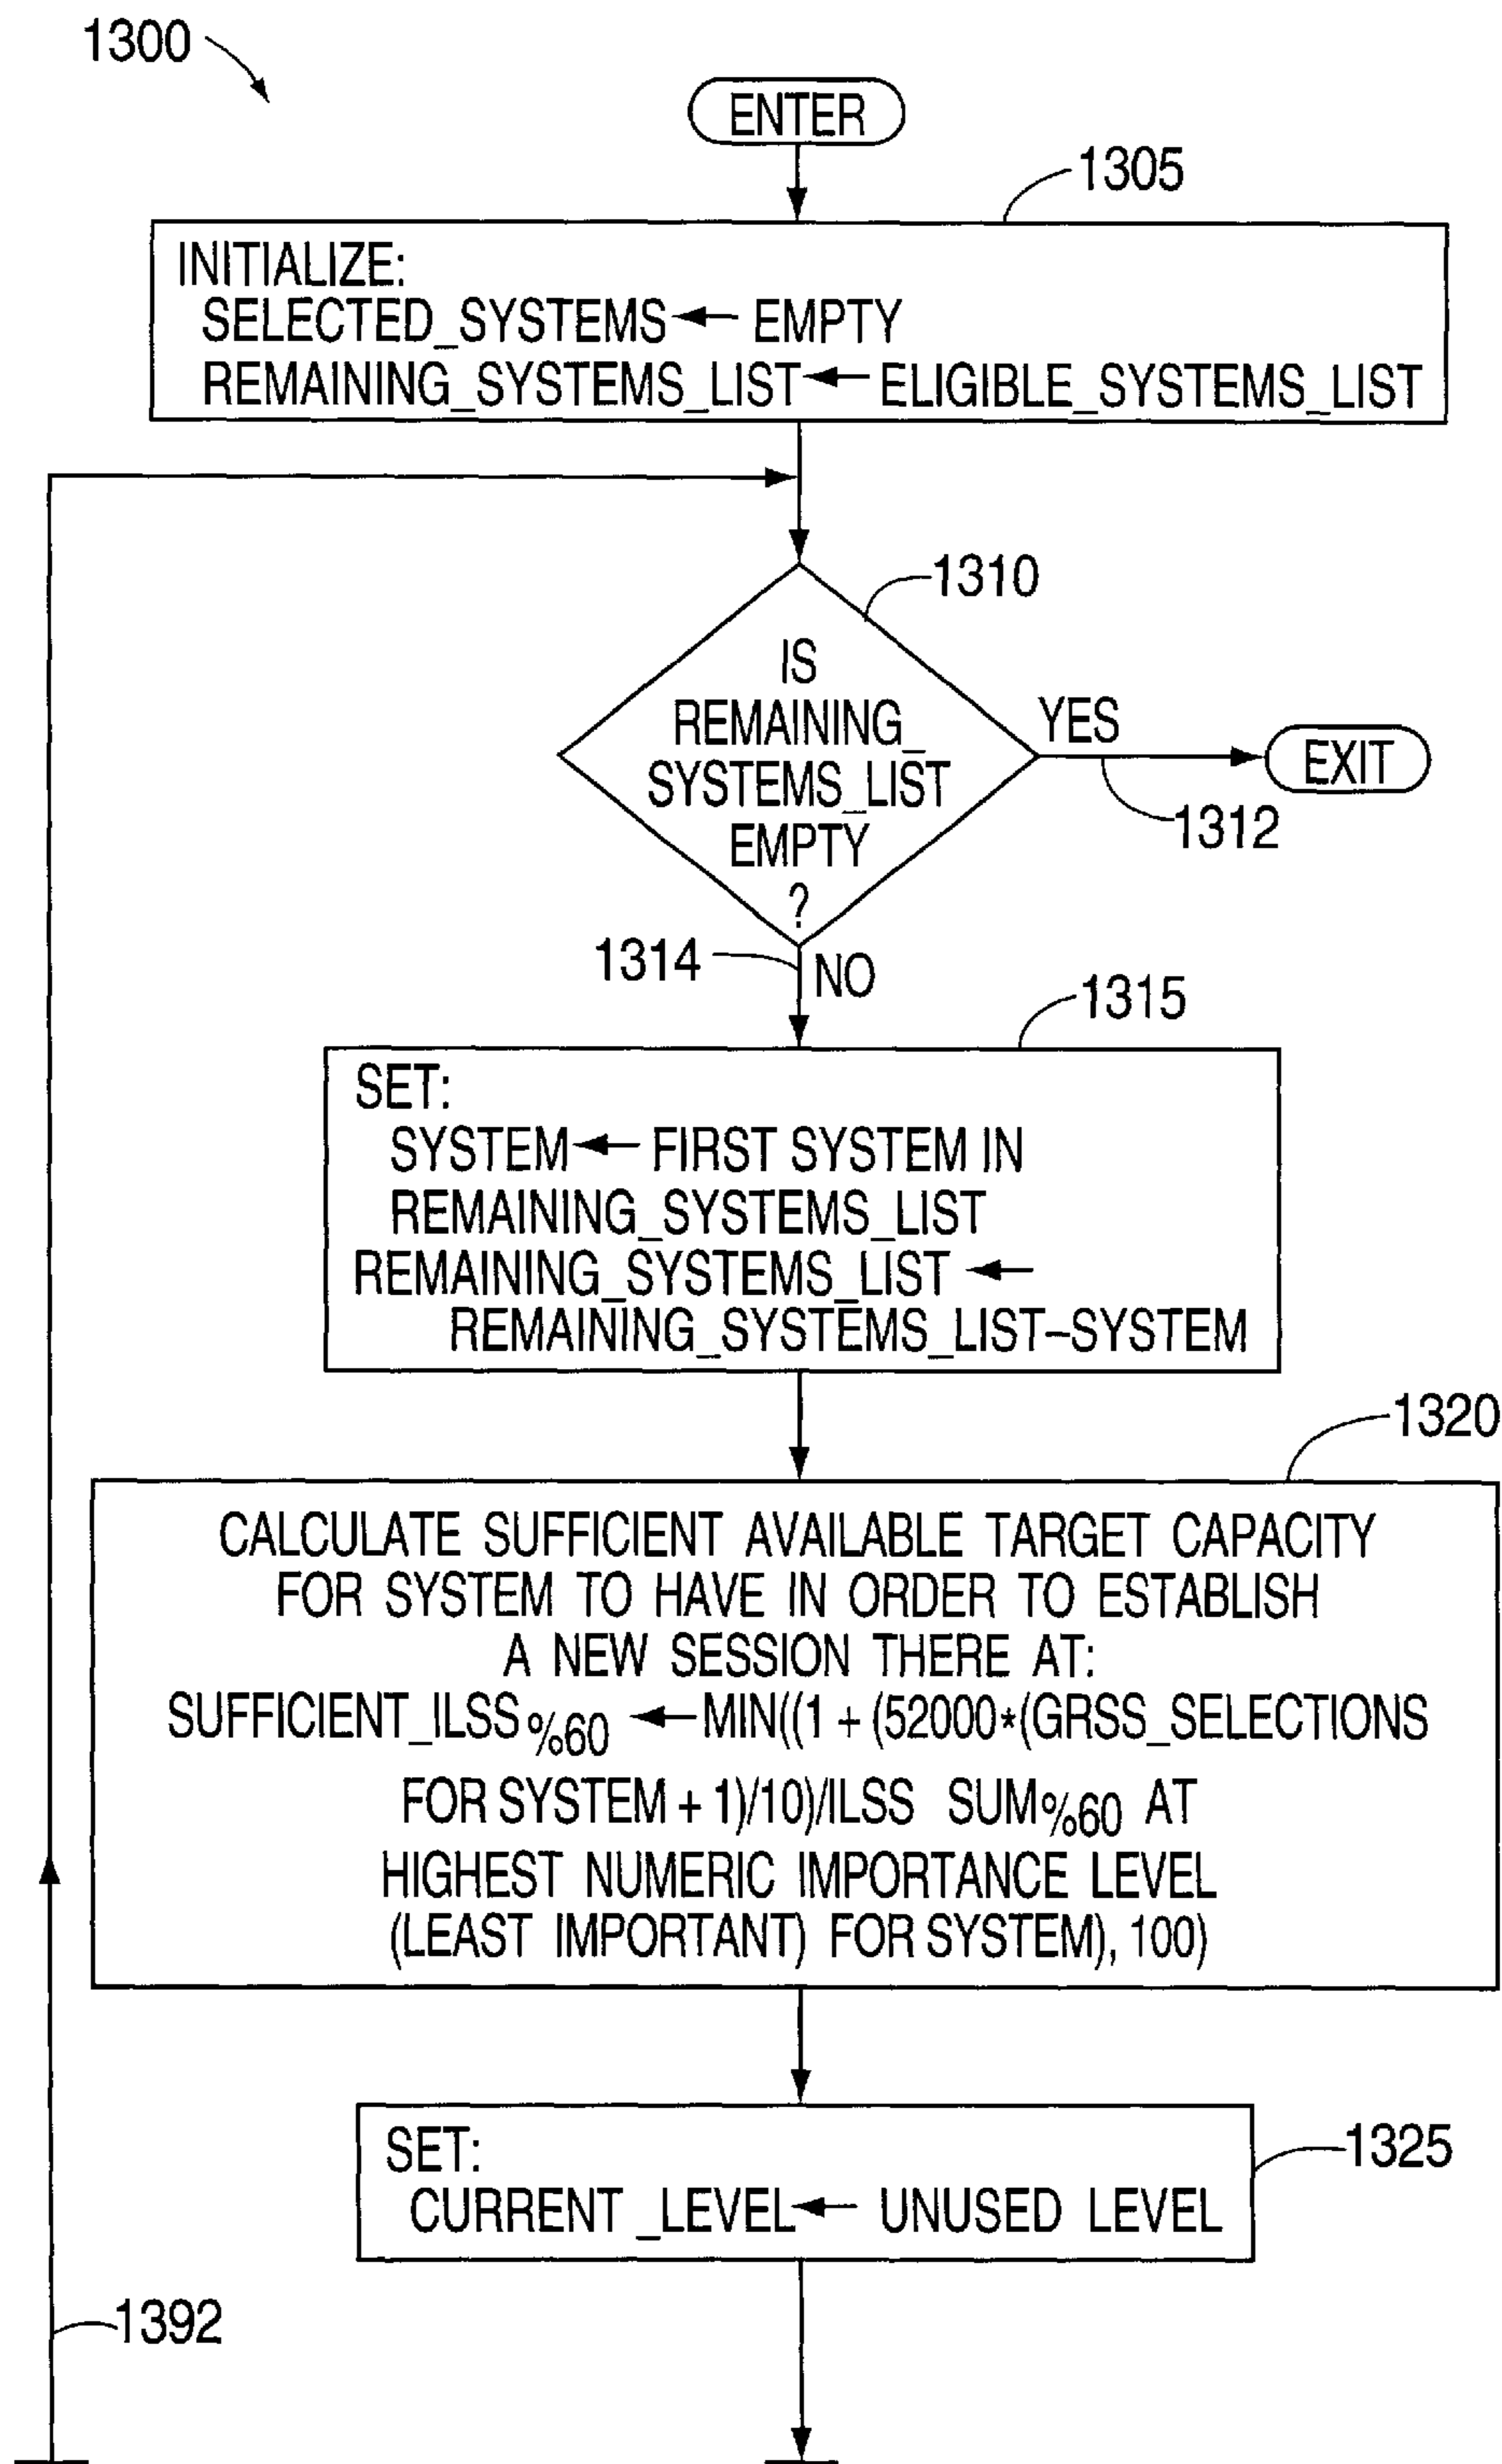 1300
ENTER
1305
INITIALIZE:
SELECTED_SYSTEMS ← EMPTY
REMAINING_SYSTEMS_LIST ← ELIGIBLE_SYSTEMS_LIST
1310
IS
REMAINING_
SYSTEMS_LIST
EMPTY
?
YES
EXIT
1312
1314
NO
1315
SET:
SYSTEM ← FIRST SYSTEM IN
REMAINING_SYSTEMS_LIST
REMAINING_SYSTEMS_LIST ←
REMAINING_SYSTEMS_LIST–SYSTEM
1320
CALCULATE SUFFICIENT AVAILABLE TARGET CAPACITY
FOR SYSTEM TO HAVE IN ORDER TO ESTABLISH
A NEW SESSION THERE AT:
SUFFICIENT_ILSS%60 ← MIN((1 + (52000*(GRSS_SELECTIONS
FOR SYSTEM + 1)/10)/ILSS SUM%60 AT
HIGHEST NUMERIC IMPORTANCE LEVEL
(LEAST IMPORTANT) FOR SYSTEM), 100)
SET:
1325
CURRENT _LEVEL ← UNUSED LEVEL
1392